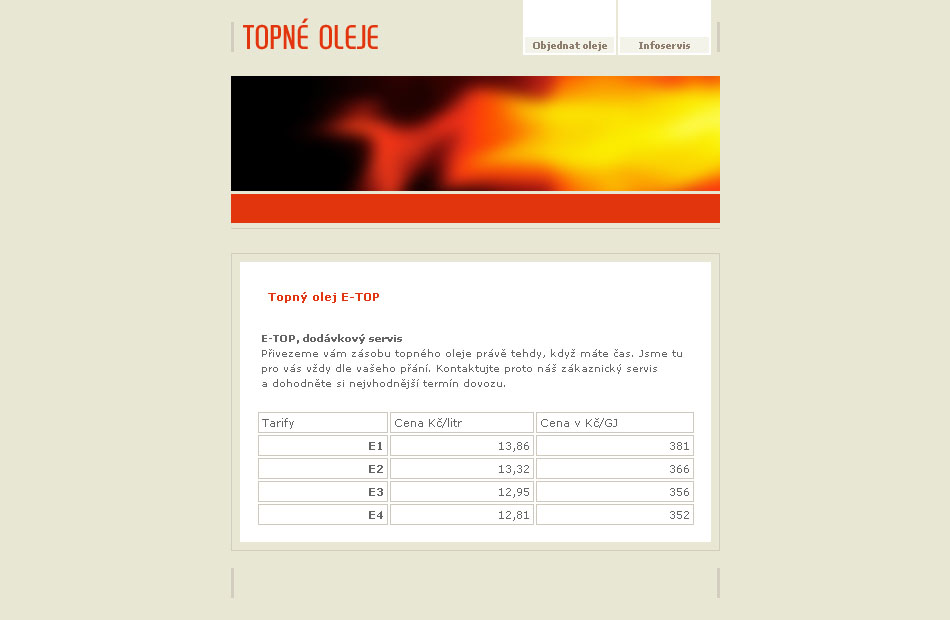 TOPNÉ OLEJE
Objednat oleje
Infoservis
Topný olej E-TOP
E-TOP, dodávkový servis
Přivezeme vám zásobu topného oleje právě tehdy, když máte čas. Jsme tu
pro vás vždy dle vašeho přání. Kontaktujte proto náš zákaznický servis
a dohodněte si nejvhodnější termín dovozu.
Tarify Cena Kč/litr Cena v Kč/GJ
E1 13,86 381
E2 13,32 366
E3 12,95 356
E4 12,81 352